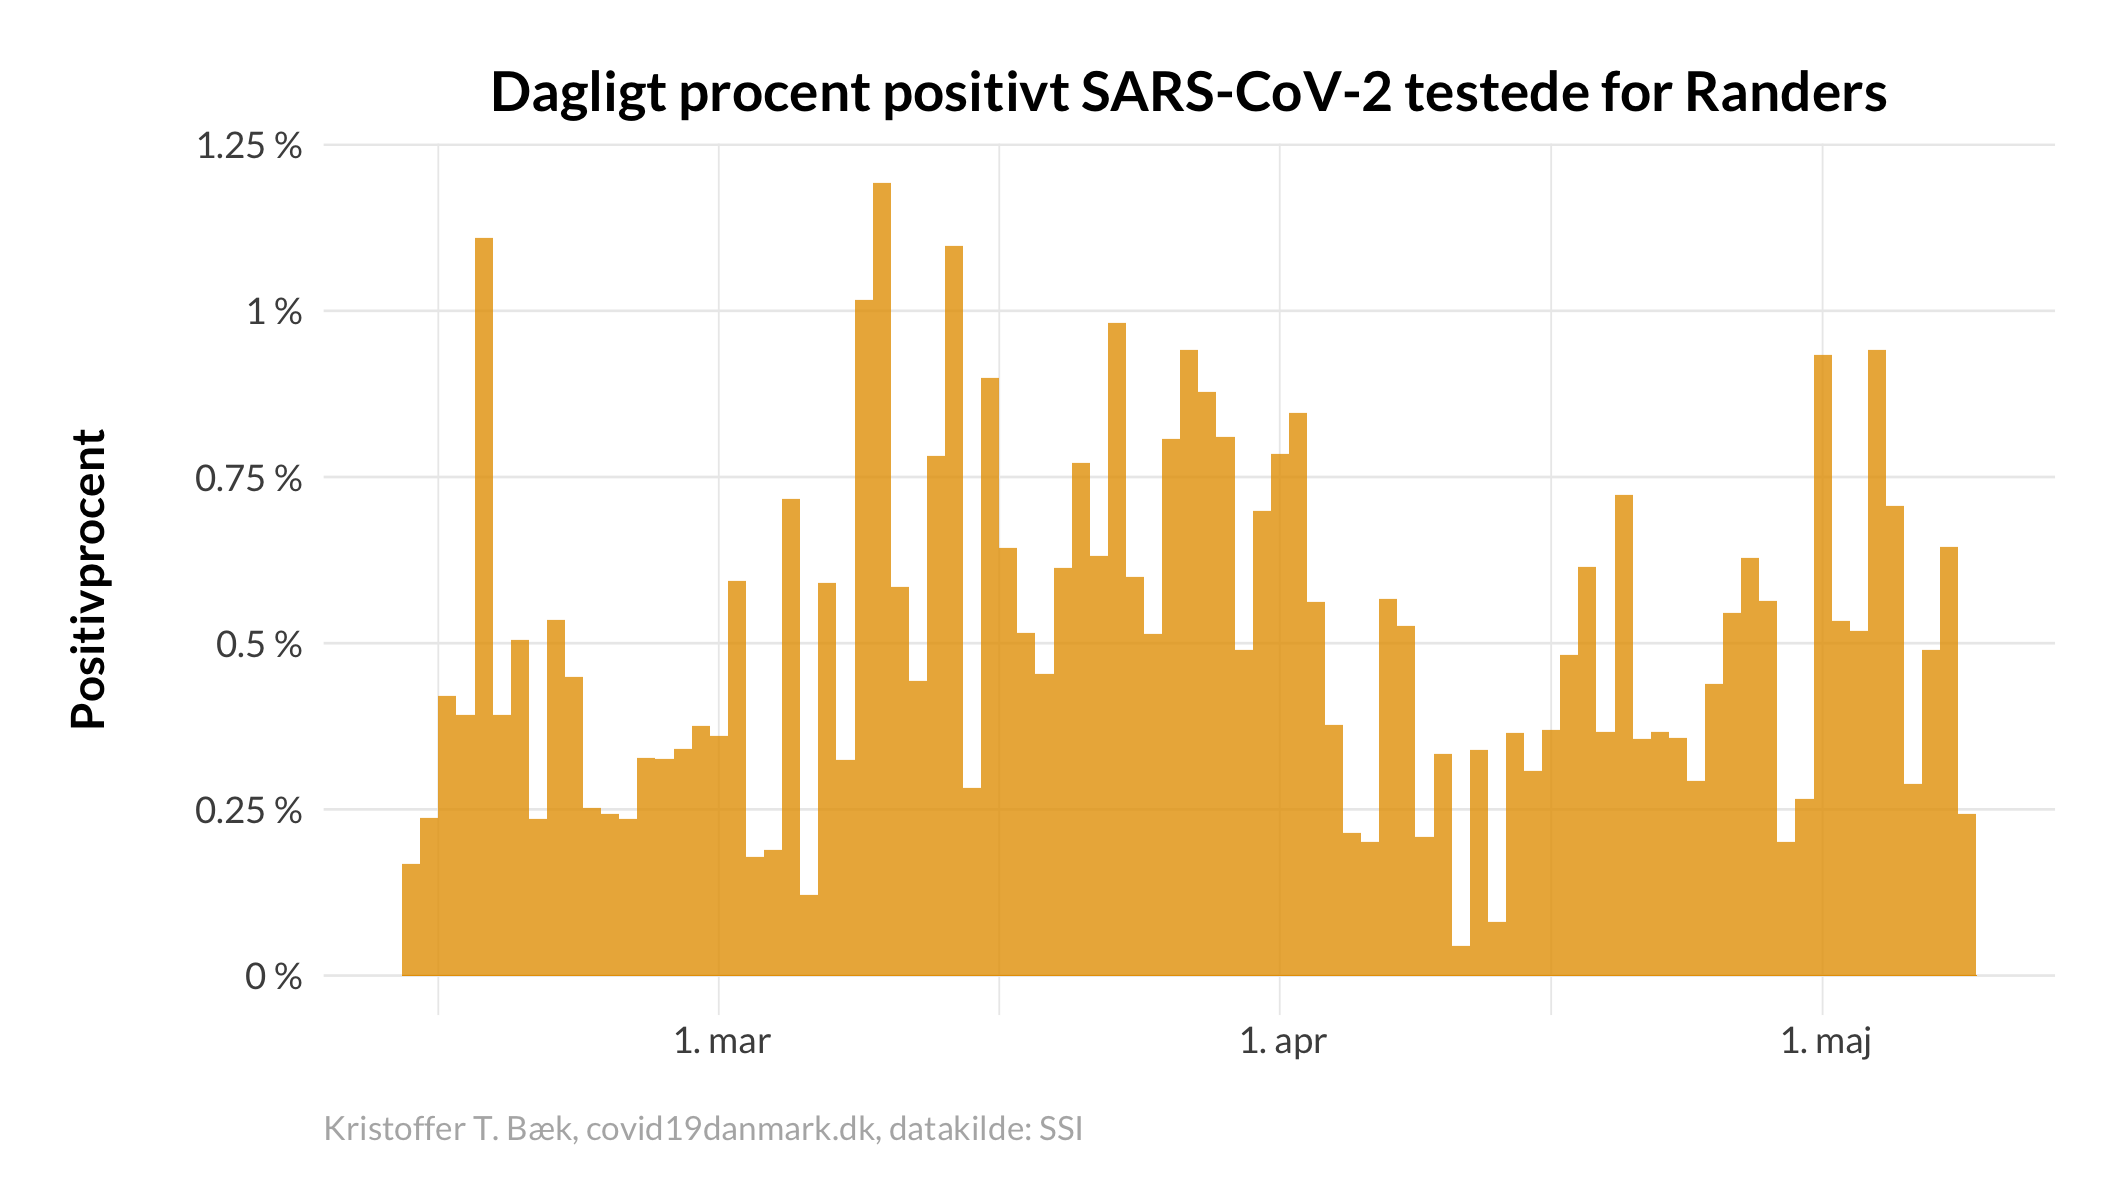 Dagligt procent positivt SARS-CoV-2 testede for Randers
Positivprocent
1.25 %
1 %
0.75 %
0.5 %
0.25 %
0 %
1. mar
1. apr
1. maj
Kristoffer T. Bæk, covid19danmark.dk, datakilde: SSI